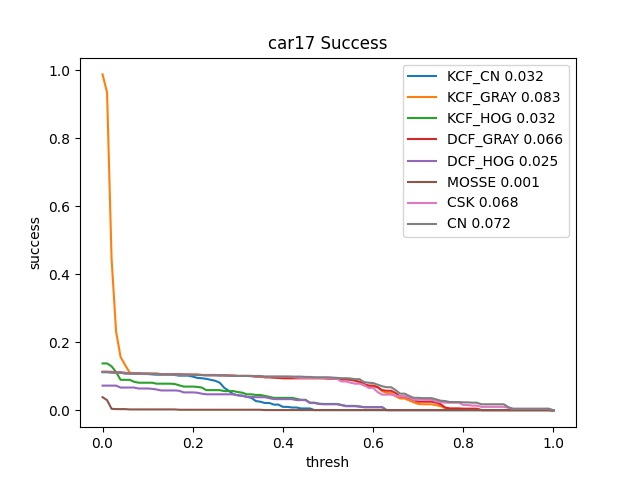 car17 Success
1.0
0.8
0.6
0.4
0.2
0.0
success
KCF_CN 0.032
KCF_GRAY 0.083
KCF_HOG 0.032
DCF_GRAY 0.066
DCF_HOG 0.025
MOSSE 0.001
CSK 0.068
CN 0.072
0.0 0.2 0.4 0.6 0.8 1.0
thresh